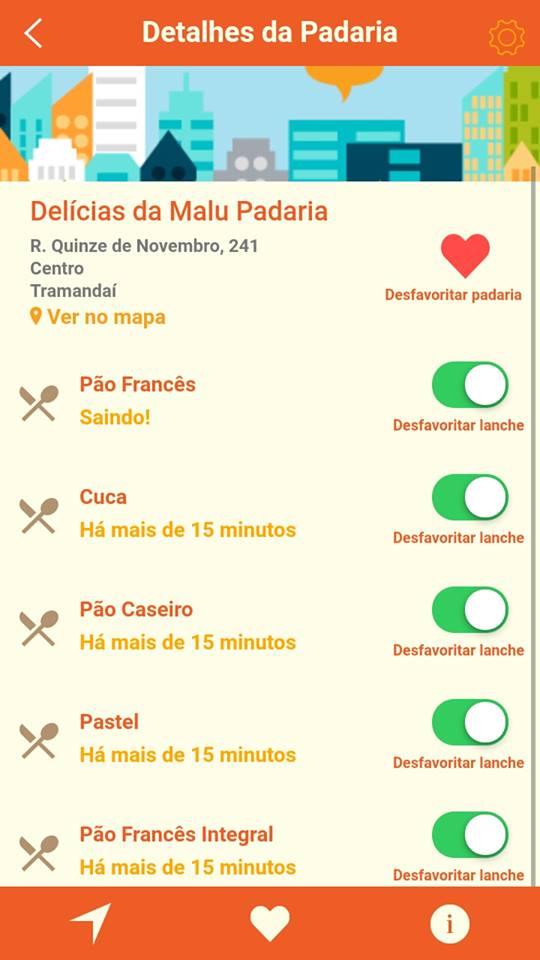 Detalhes da Padaria
Delícias da Malu Padaria
R. Quinze de Novembro, 241
Centro
Tramandaí
Ver no mapa
Desfavoritar padaria
Pão Francês
Saindo!
Desfavoritar lanche
Cuca
Há mais de 15 minutos
Desfavoritar lanche
Pão Caseiro
Há mais de 15 minutos
Desfavoritar lanche
Pastel
Há mais de 15 minutos
Desfavoritar lanche
Pão Francês Integral
Há mais de 15 minutos
Desfavoritar lanche